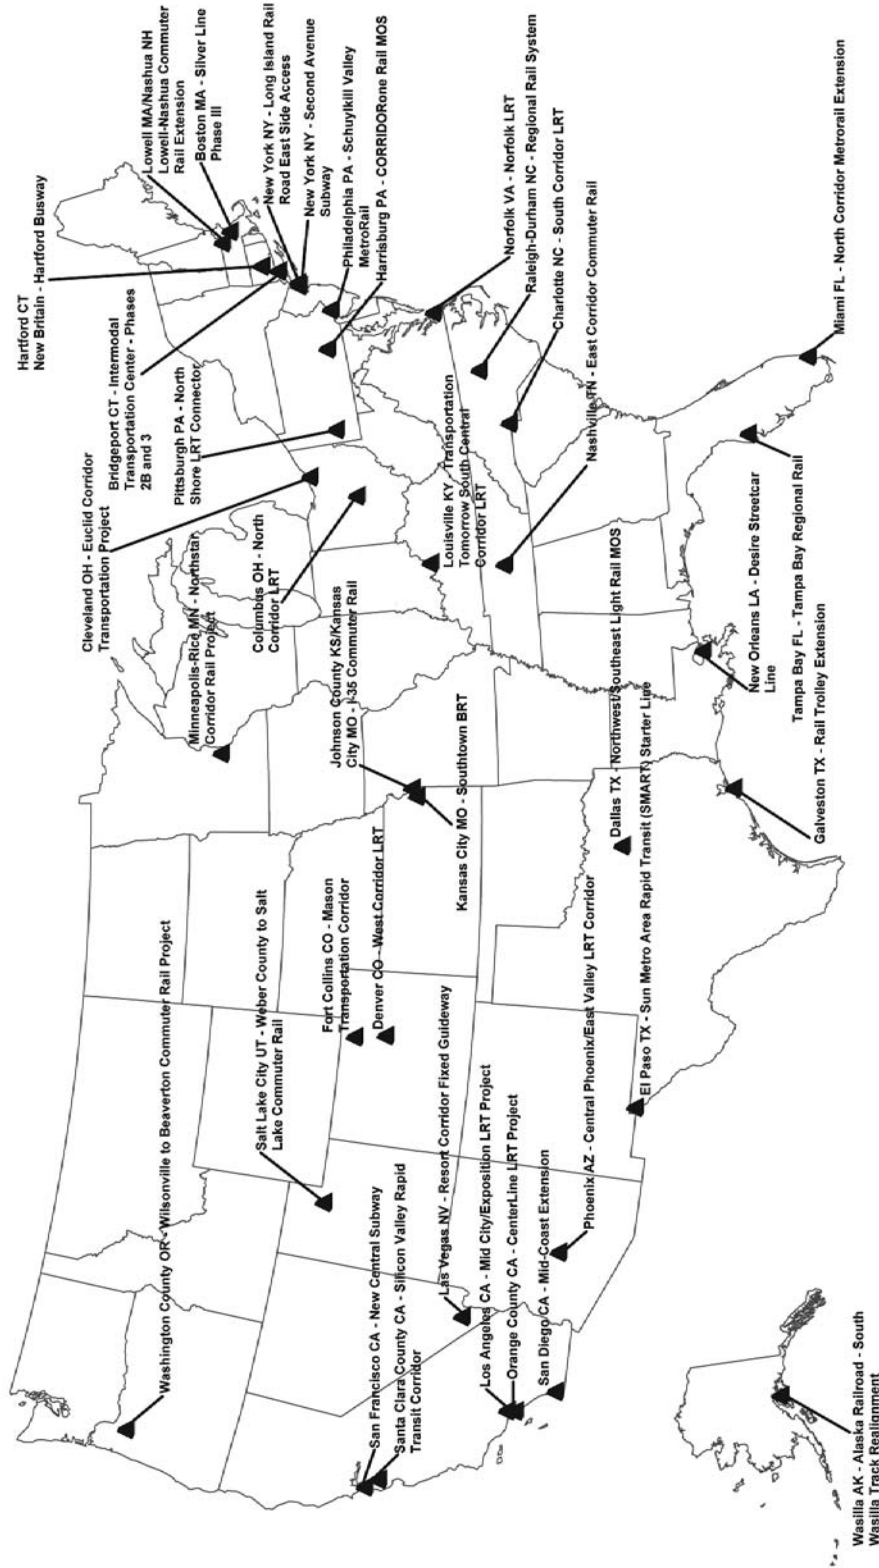 Hartford CT
New Britain - Hartford Busway
Lowell MA/Nashua NH
Lowell-Nashua Commuter
Rail Extension
Boston MA - Silver Line
Phase III
New York NY - Long Island Rail
Road East Side Access
New York NY - Second Avenue
Subway
Philadelphia PA - Schuylkill Valley
MetroRail
Harrisburg PA - CORRIDORone Rail MOS
Bridgeport CT - Intermodal
Transportation Center - Phases
2B and 3
Pittsburgh PA - North
Shore LRT Connector
Cleveland OH - Euclid Corridor
Transportation Project
Columbus OH - North
Corridor LRT
Minneapolis-Rice MN - Northstar
Corridor Rail Project
Norfolk VA - Norfolk LRT
Raleigh-Durham NC - Regional Rail System
Charlotte NC - South Corridor LRT
Nashville TN - East Corridor Commuter Rail
Louisville KY - Transportation
Tomorrow South Central
Corridor LRT
Johnson County KS/Kansas
City MO - I-35 Commuter Rail
Kansas City MO - Southtown BRT
Fort Collins CO - Mason
Transportation Corridor
Denver CO - West Corridor LRT
Salt Lake City UT - Weber County to Salt
Lake Commuter Rail
Washington County OR - Wilsonville to Beaverton Commuter Rail Project
San Francisco CA - New Central Subway
Santa Clara County CA - Silicon Valley Rapid
Transit Corridor
Las Vegas NV - Resort Corridor Fixed Guideway
Los Angeles CA - Mid City/Exposition LRT Project
Orange County CA - CenterLine LRT Project
San Diego CA - Mid-Coast Extension
Phoenix AZ - Central Phoenix/East Valley LRT Corridor
El Paso TX - Sun Metro Area Rapid Transit (SMART) Starter Line
Dallas TX - Northwest/Southeast Light Rail MOS
New Orleans LA - Desire Streetcar
Line
Tampa Bay FL - Tampa Bay Regional Rail
Galveston TX - Rail Trolley Extension
Miami FL - North Corridor Metrorail Extension
Wasilla AK - Alaska Railroad - South
Wasilla Track Realignment